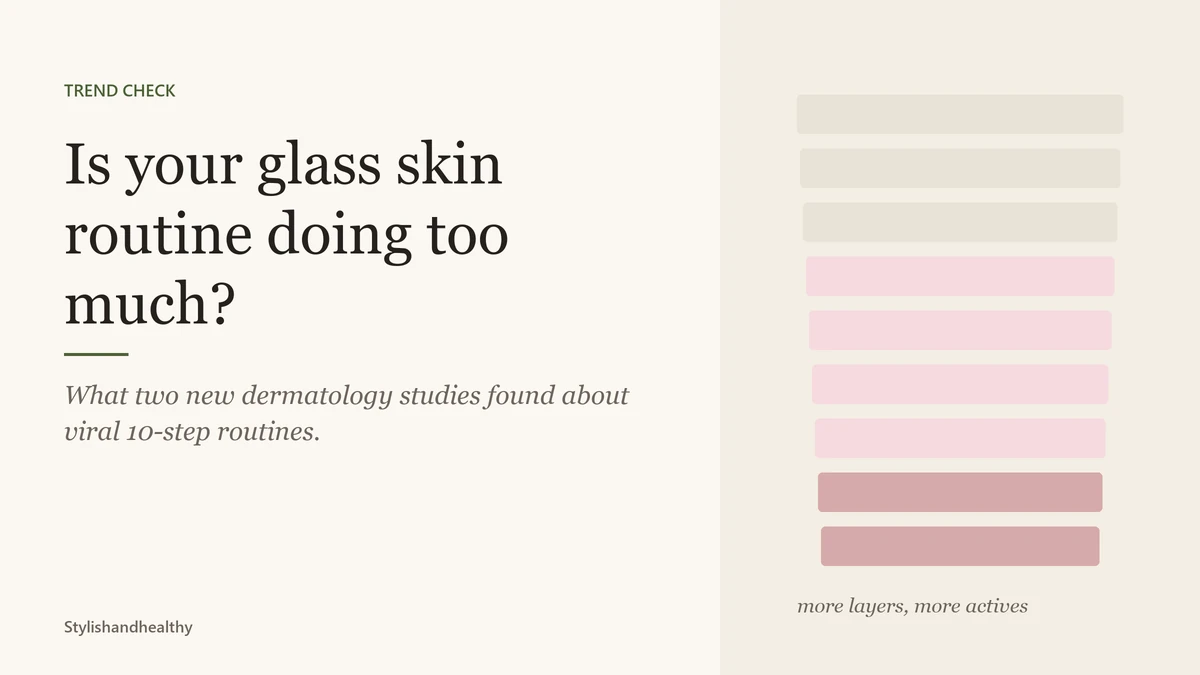 TREND CHECK
Is your glass skin
routine doing too
much?
What two new dermatology studies found about
viral 10-step routines.
Stylishandhealthy
more layers, more actives